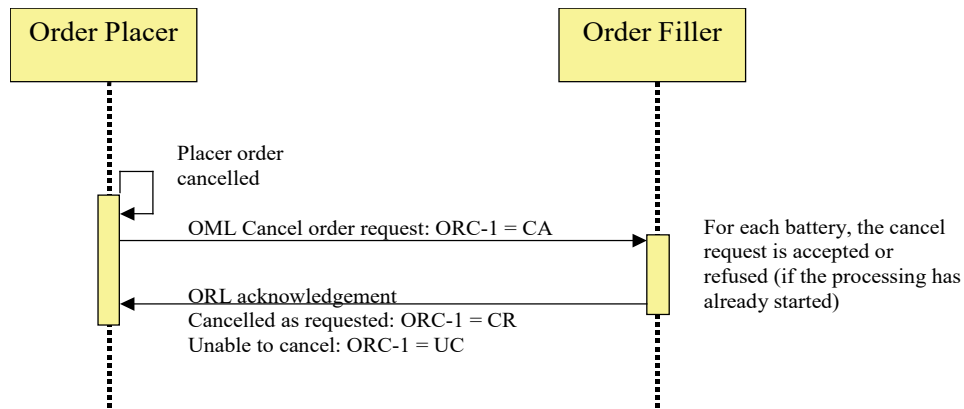 Order Placer
Order Filler
Placer order
cancelled
OML Cancel order request: ORC-1 = CA
For each battery, the cancel
request is accepted or
refused (if the processing has
already started)
ORL acknowledgement
Cancelled as requested: ORC-1 = CR
Unable to cancel: ORC-1 = UC